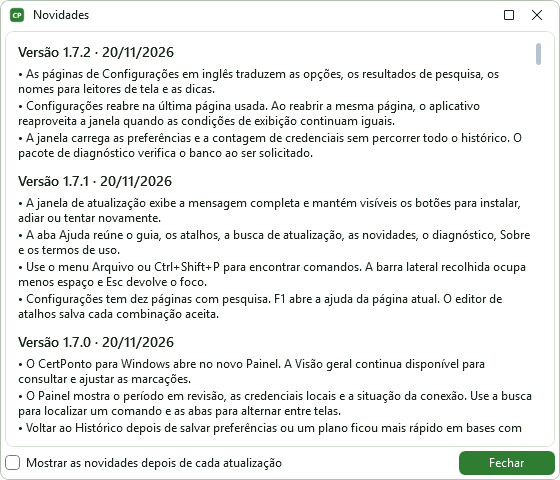 CP Novidades
Versão 1.7.2 · 20/11/2026
• As páginas de Configurações em inglês traduzem as opções, os resultados de pesquisa, os
nomes para leitores de tela e as dicas.
• Configurações reabre na última página usada. Ao reabrir a mesma página, o aplicativo
reaproveita a janela quando as condições de exibição continuam iguais.
• A janela carrega as preferências e a contagem de credenciais sem percorrer todo o histórico. O
pacote de diagnóstico verifica o banco ao ser solicitado.
Versão 1.7.1 · 20/11/2026
• A janela de atualização exibe a mensagem completa e mantém visíveis os botões para instalar,
adiar ou tentar novamente.
• A aba Ajuda reúne o guia, os atalhos, a busca de atualização, as novidades, o diagnóstico, Sobre
e os termos de uso.
• Use o menu Arquivo ou Ctrl+Shift+P para encontrar comandos. A barra lateral recolhida ocupa
menos espaço e Esc devolve o foco.
• Configurações tem dez páginas com pesquisa. F1 abre a ajuda da página atual. O editor de
atalhos salva cada combinação aceita.
Versão 1.7.0 · 20/11/2026
• O CertPonto para Windows abre no novo Painel. A Visão geral continua disponível para
consultar e ajustar as marcações.
• O Painel mostra o período em revisão, as credenciais locais e a situação da conexão. Use a busca
para localizar um comando e as abas para alternar entre telas.
• Voltar ao Histórico depois de salvar preferências ou um plano ficou mais rápido em bases com
Mostrar as novidades depois de cada atualização
Fechar